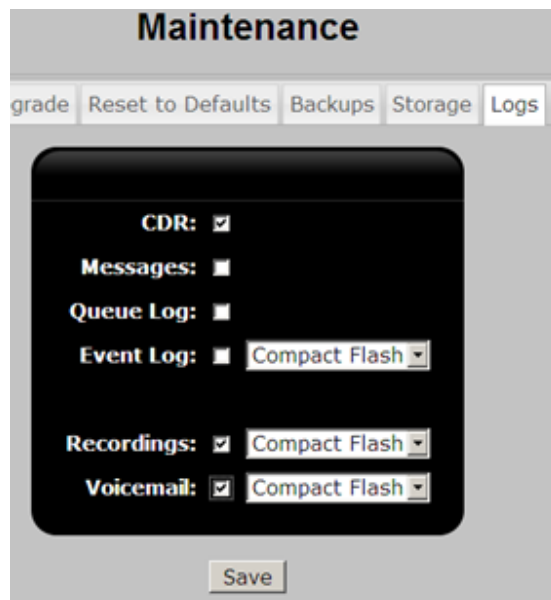 Maintenance
grade Reset to Defaults Backups Storage Logs
CDR:
Messages:
Queue Log:
Event Log: Compact Flash
Recordings: Compact Flash
Voicemail: Compact Flash
Save